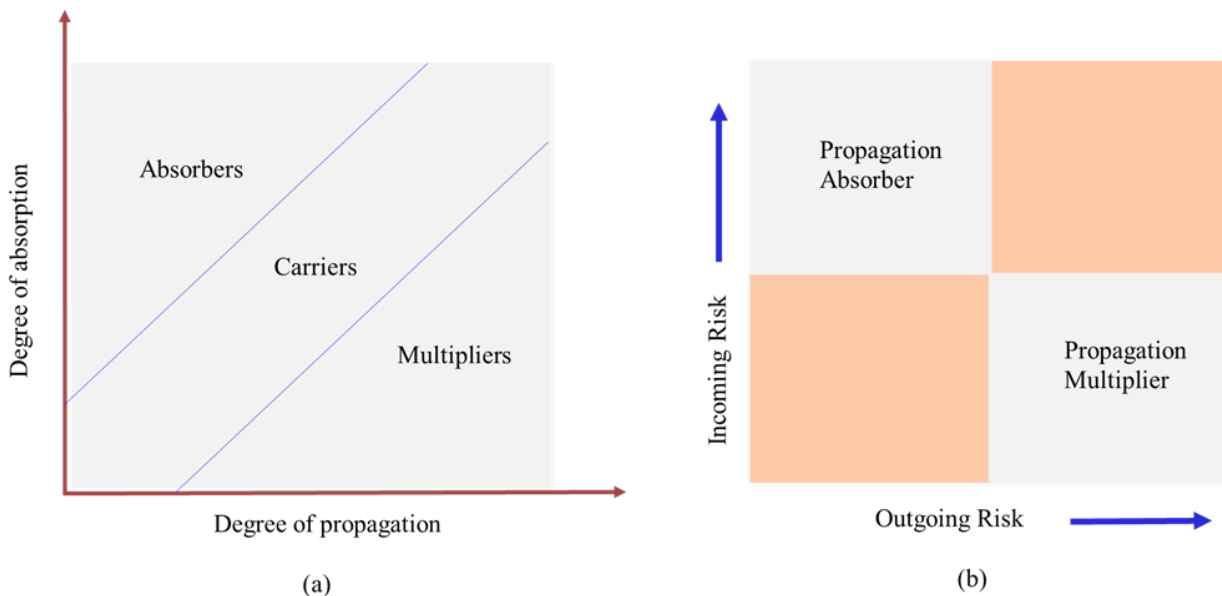 Degree of absorption
Absorbers
Carriers
Multipliers
Degree of propagation
(a)
Incoming Risk
Propagation
Absorber
Propagation
Multiplier
Outgoing Risk
(b)